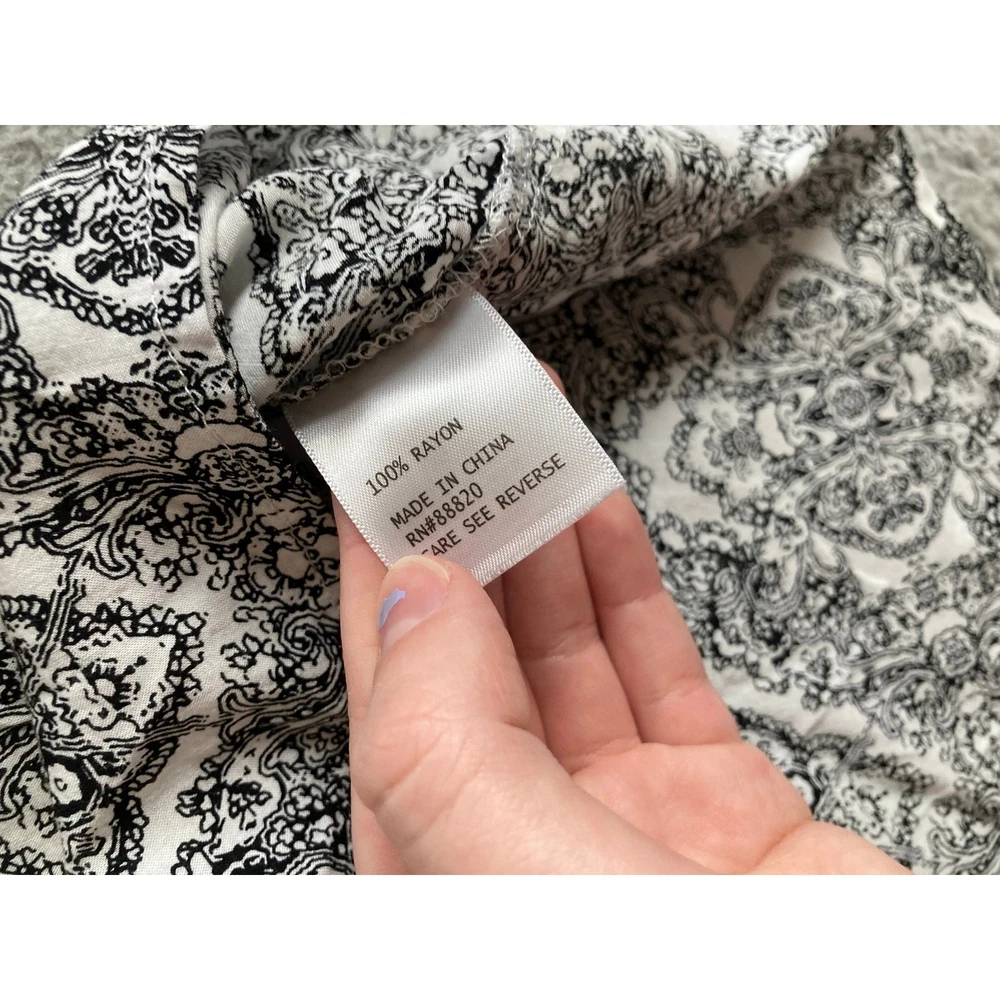 100% RAYON
MADE IN CHINA
RN#88820
CARE SEE REVERSE